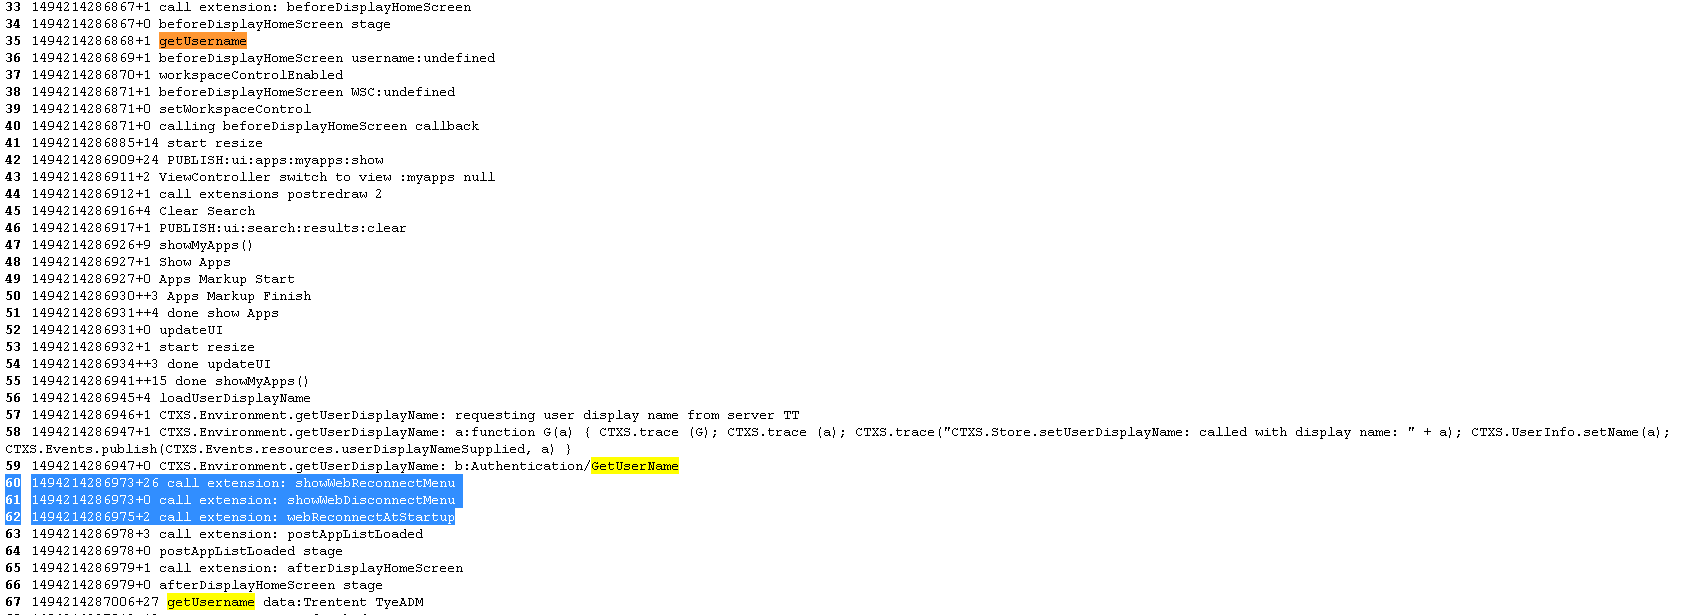 33 1494214286867+1 call extension: beforeDisplayHomeScreen
34 1494214286867+0 beforeDisplayHomeScreen stage
35 1494214286868+1 getUsername
36 1494214286869+1 beforeDisplayHomeScreen username:undefined
37 1494214286870+1 workspaceControlEnabled
38 1494214286871+1 beforeDisplayHomeScreen WSC:undefined
39 1494214286871+0 setWorkspaceControl
40 1494214286871+0 calling beforeDisplayHomeScreen callback
41 1494214286885+14 start resize
42 1494214286909+24 PUBLISH:ui:apps:myapps:show
43 1494214286911+2 ViewController switch to view :myapps null
44 1494214286912+1 call extensions postredraw 2
45 1494214286916+4 Clear Search
46 1494214286917+1 PUBLISH:ui:search:results:clear
47 1494214286926+9 showMyApps()
48 1494214286927+1 Show Apps
49 1494214286927+0 Apps Markup Start
50 1494214286930++3 Apps Markup Finish
51 1494214286931++4 done show Apps
52 1494214286931+0 updateUI
53 1494214286932+1 start resize
54 1494214286934++3 done updateUI
55 1494214286941++15 done showMyApps()
56 1494214286945+4 loadUserDisplayName
57 1494214286946+1 CTXS.Environment.getUserDisplayName: requesting user display name from server TT
58 1494214286947+1 CTXS.Environment.getUserDisplayName: a:function G(a) { CTXS.trace (G); CTXS.trace (a); CTXS.trace("CTXS.Store.setUserDisplayName: called with display name: " + a); CTXS.UserInfo.setName(a);
CTXS.Events.publish(CTXS.Events.resources.userDisplayNameSupplied, a) }
59 1494214286947+0 CTXS.Environment.getUserDisplayName: b:Authentication/GetUserName
60 1494214286973+26 call extension: showWebReconnectMenu
61 1494214286973+0 call extension: showWebDisconnectMenu
62 1494214286975+2 call extension: webReconnectAtStartup
63 1494214286978+3 call extension: postAppListLoaded
64 1494214286978+0 postAppListLoaded stage
65 1494214286979+1 call extension: afterDisplayHomeScreen
66 1494214286979+0 afterDisplayHomeScreen stage
67 1494214287006+27 getUsername data:Trentent TyeADM